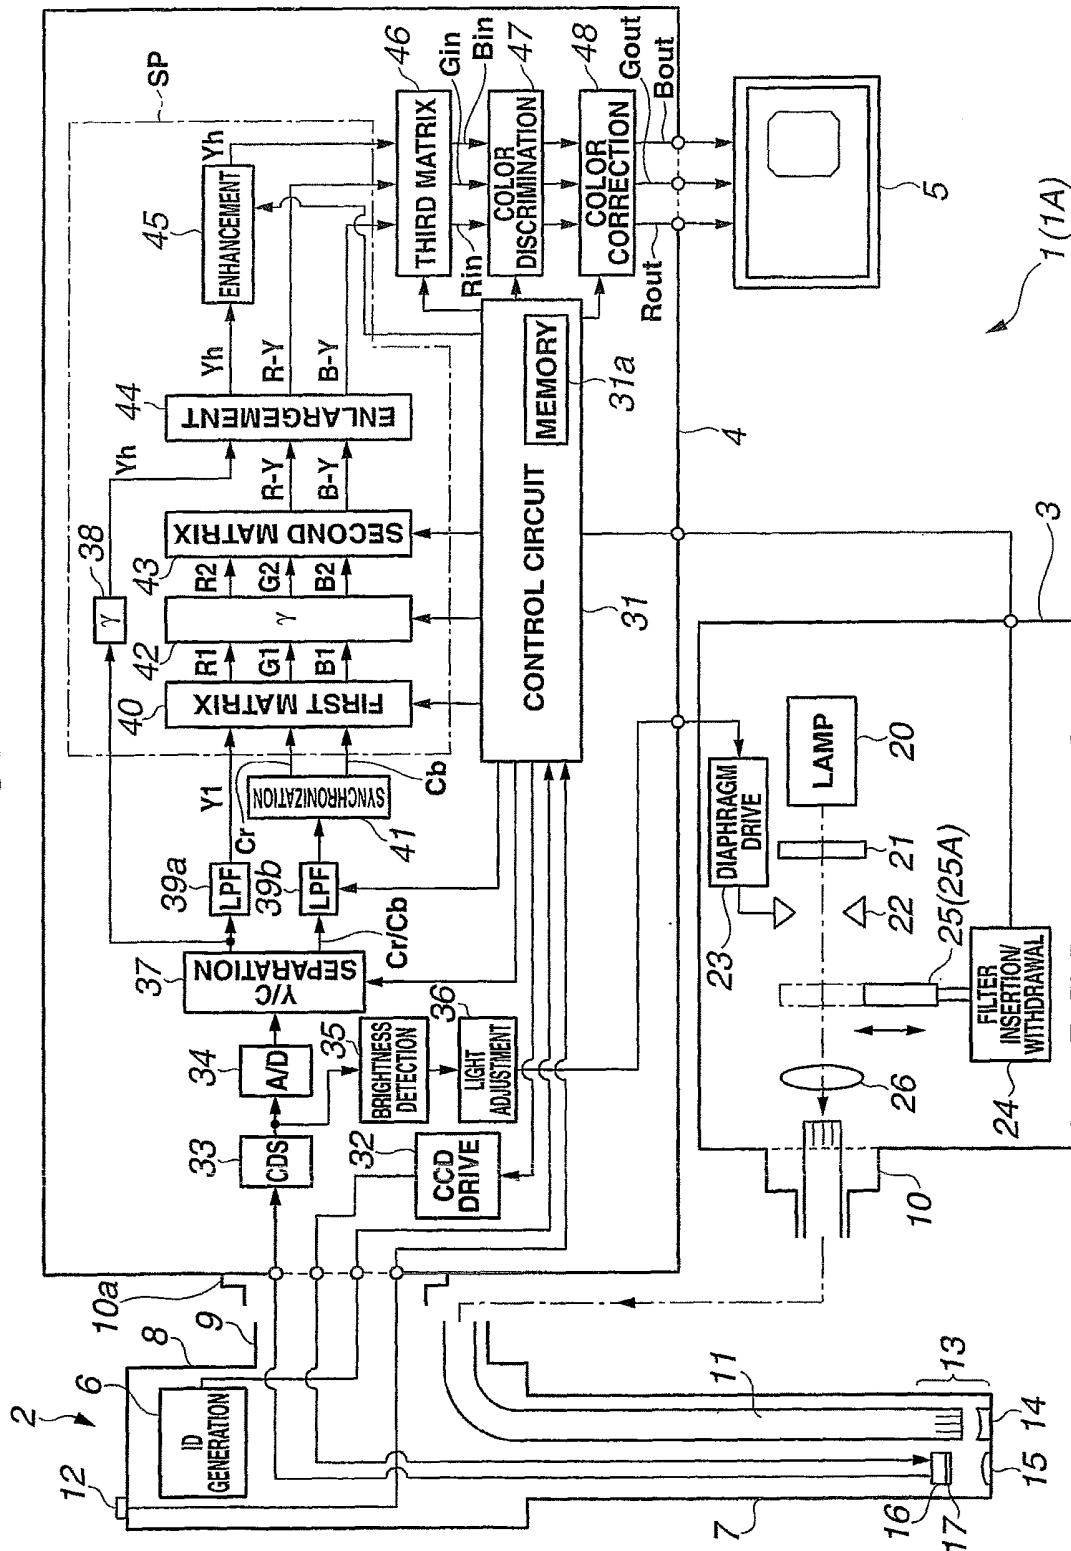 1(1A)
2
12
6
ID
GENERATION
8
9
10a
7
11
13
14
15
16
17
33
CDS
34
A/D
35
BRIGHTNESS
DETECTION
36
LIGHT
ADJUSTMENT
32
CCD
DRIVE
37
Y/C
SEPARATION
Cr/Cb
39a
LPF
39b
LPF
Y1
Cr
Cb
SYNCHRONIZATION
41
SP
38
γ
Yh
40
FIRST MATRIX
R1
G1
B1
42
γ
R2
G2
B2
43
SECOND MATRIX
R-Y
B-Y
44
ENLARGEMENT
Yh
R-Y
B-Y
45
ENHANCEMENT
Yh
46
THIRD MATRIX
Rin
Gin
Bin
47
COLOR
DISCRIMINATION
48
COLOR
CORRECTION
Rout
Gout
Bout
CONTROL CIRCUIT
31
MEMORY
31a
4
5
3
DIAPHRAGM
DRIVE
23
LAMP
20
21
22
25(25A)
FILTER
INSERTION/
WITHDRAWAL
24
26
10